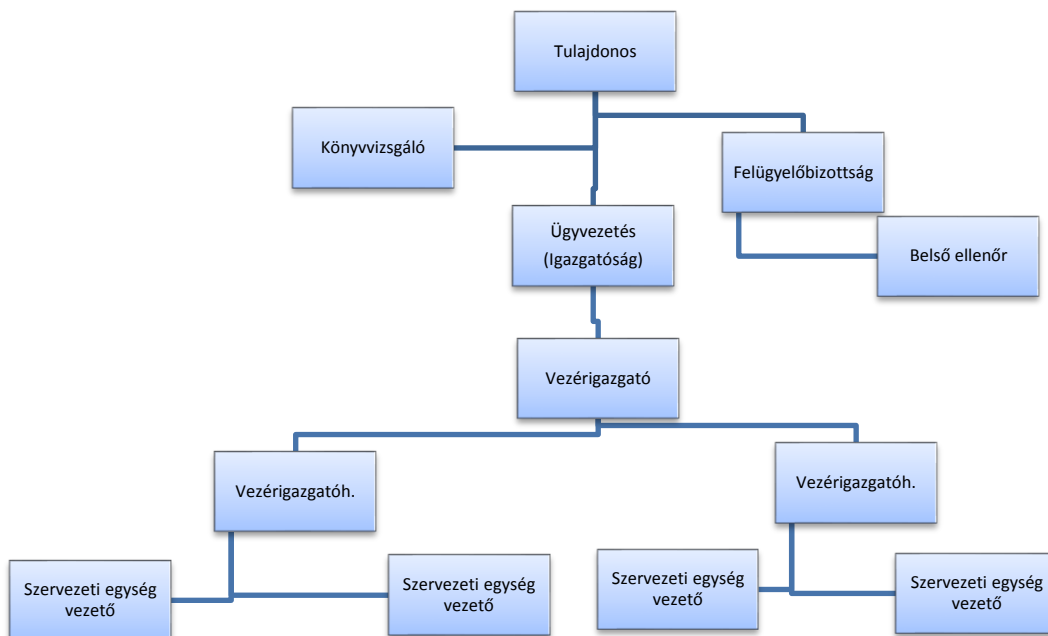 Tulajdonos
Könyvvizsgáló
Felügyelőbizottság
Ügyvezetés
(Igazgatóság)
Belső ellenőr
Vezérigazgató
Vezérigazgatóh.
Vezérigazgatóh.
Szervezeti egység
vezető
Szervezeti egység
vezető
Szervezeti egység
vezető
Szervezeti egység
vezető